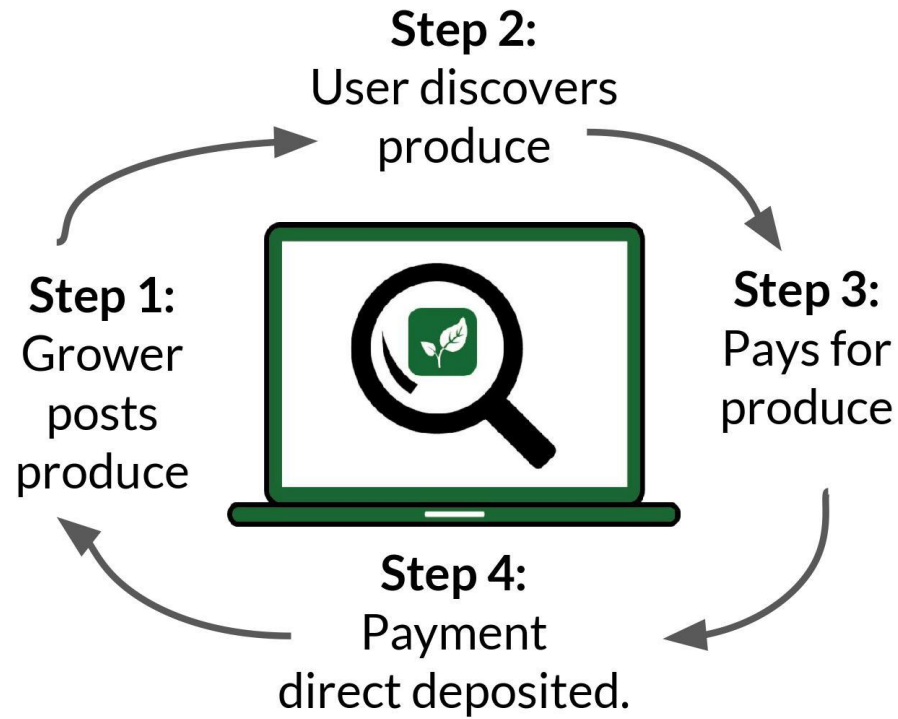 Step 1:
Grower
posts
produce
Step 2:
User discovers
produce
Step 3:
Pays for
produce
Step 4:
Payment
direct deposited.